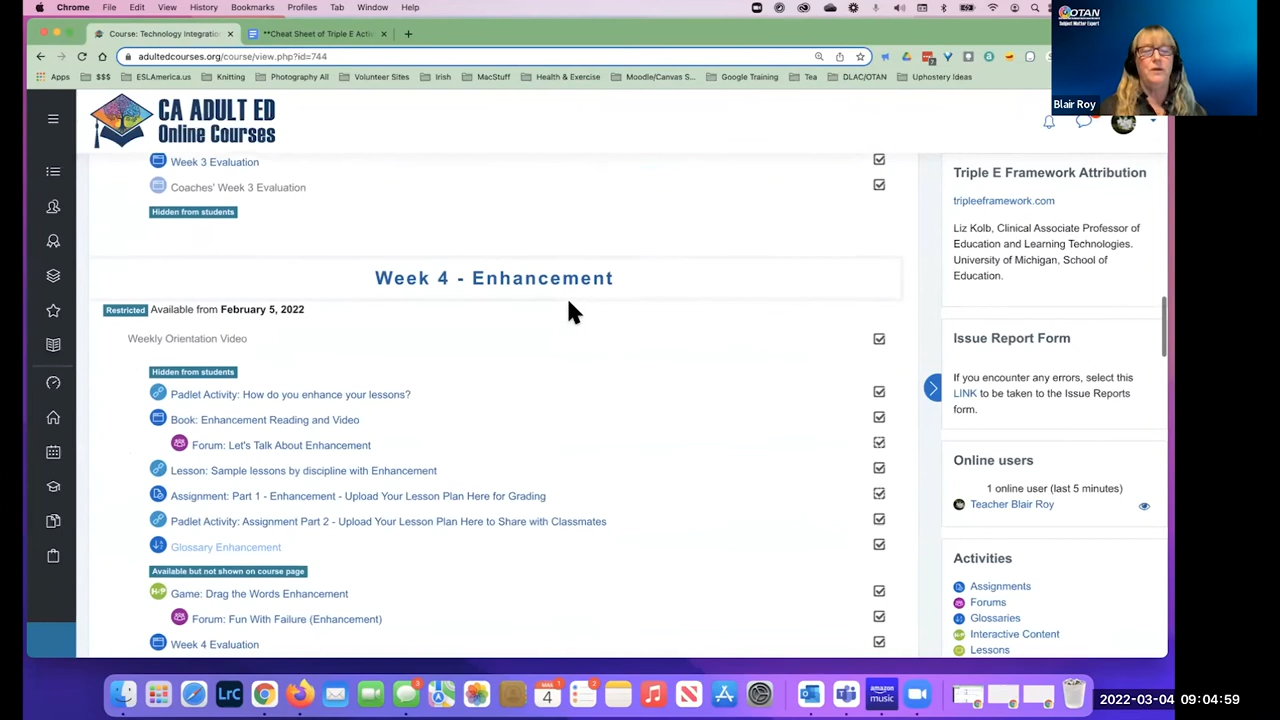 Chrome File Edit View History Bookmarks Profiles Tab Window Help
Course: Technology Integratio
**Cheat Sheet of Triple E Activ
adultedcourses.org/course/view.php?id=744
Apps $$$ ESLAmerica.us Knitting Photography All Volunteer Sites Irish MacStuff Health & Exercise Moodle/Canvas S... Google Training Tea DLAC/OTAN Uphostery Ideas
OTAN
Subject Matter Expert
Blair Roy
CA ADULT ED
Online Courses
Week 3 Evaluation
Coaches' Week 3 Evaluation
Hidden from students
Week 4 - Enhancement
Restricted Available from February 5, 2022
Weekly Orientation Video
Hidden from students
Padlet Activity: How do you enhance your lessons?
Book: Enhancement Reading and Video
Forum: Let's Talk About Enhancement
Lesson: Sample lessons by discipline with Enhancement
Assignment: Part 1 - Enhancement - Upload Your Lesson Plan Here for Grading
Padlet Activity: Assignment Part 2 - Upload Your Lesson Plan Here to Share with Classmates
Glossary Enhancement
Available but not shown on course page
H-P Game: Drag the Words Enhancement
Forum: Fun With Failure (Enhancement)
Week 4 Evaluation
Triple E Framework Attribution
tripleeframework.com
Liz Kolb, Clinical Associate Professor of
Education and Learning Technologies.
University of Michigan, School of
Education.
Issue Report Form
If you encounter any errors, select this
LINK to be taken to the Issue Reports
form.
Online users
1 online user (last 5 minutes)
Teacher Blair Roy
Activities
Assignments
Forums
Glossaries
Interactive Content
Lessons
LrC
3
MAR
4
2
amazon
music
2022-03-04 09:04:59